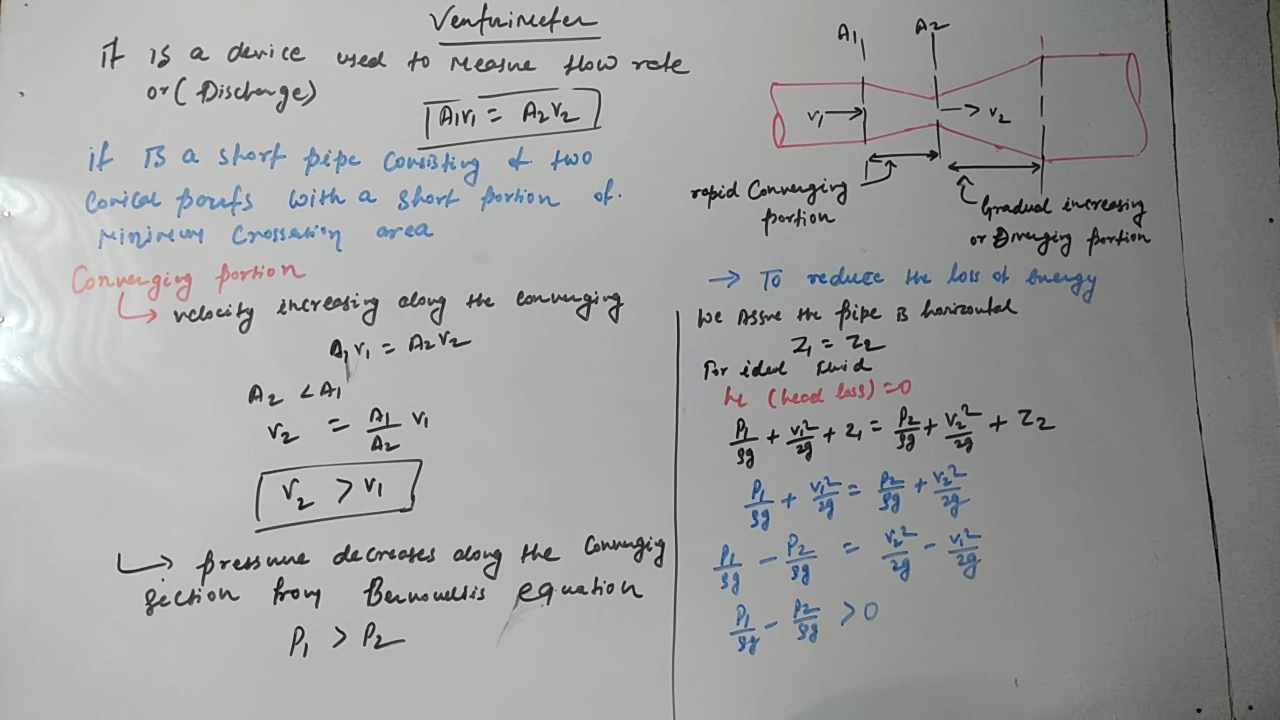 Venturimeter
it is a device used to measure flow rate
or (Discharge)
A₁v₁ = A₂v₂
it is a short pipe consisting of two
conical parts with a short portion of.
minimum crossection area
Converging portion
↳ velocity increasing along the converging
A₁v₁ = A₂v₂
A₂ < A₁
v₂ = A₁/A₂ v₁
v₂ > v₁
↳ pressure decreases along the converging
section from Bernoullis equation
P₁ > P₂
A₁ A₂
v₁ → → v₂
rapid converging
portion
Gradual increasing
or Diverging portion
→ To reduce the loss of energy
We Assue the pipe is horizontal
Z₁ = Z₂
For ideal fluid
hL (head loss) = 0
P₁/ρg + v₁²/2g + z₁ = P₂/ρg + v₂²/2g + Z₂
P₁/ρg + v₁²/2g = P₂/ρg + v₂²/2g
P₁/ρg - P₂/ρg = v₂²/2g - v₁²/2g
P₁/ρg - P₂/ρg > 0